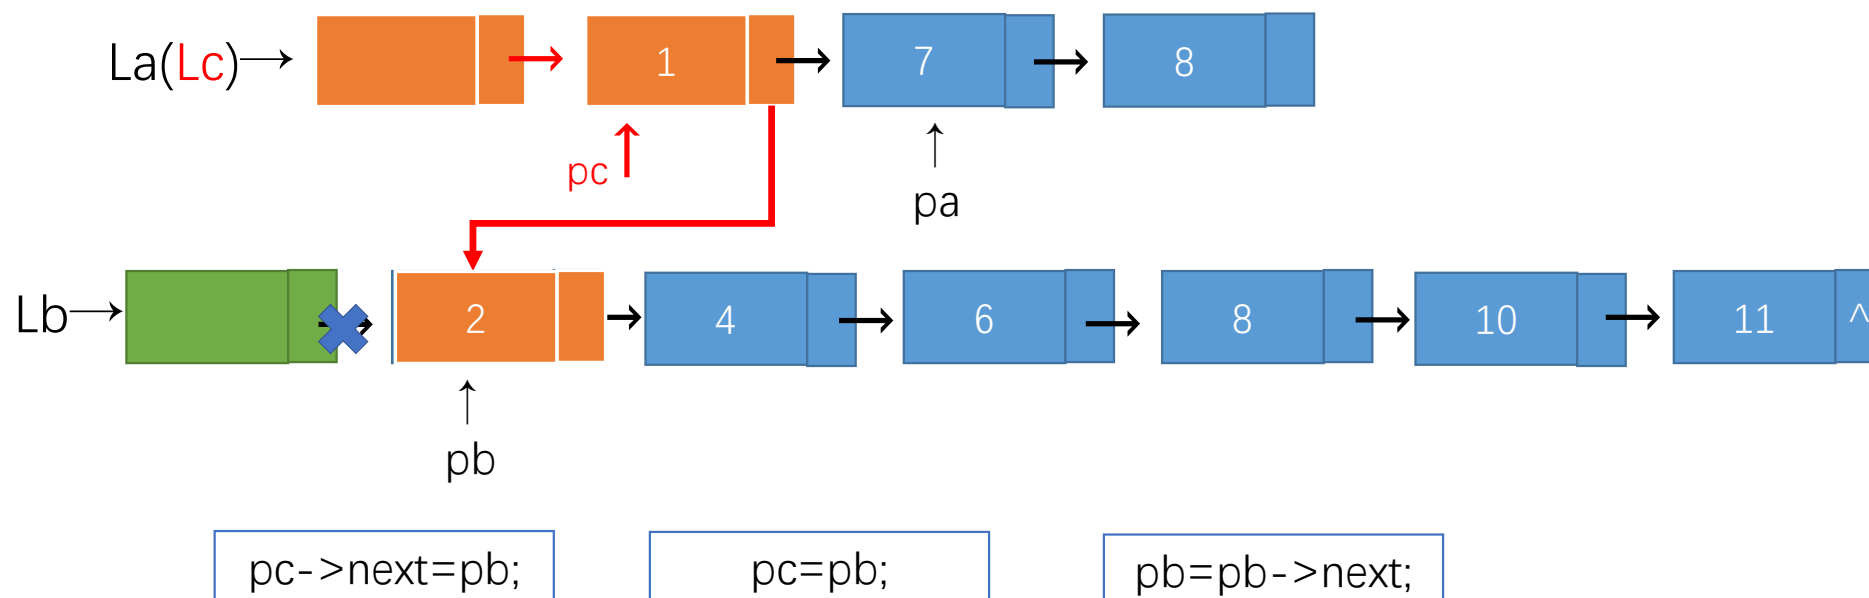 La(Lc) 1 7 8
pc
pa
Lb 2 4 6 8 10 11 ^
pb
pc->next=pb; pc=pb; pb=pb->next;